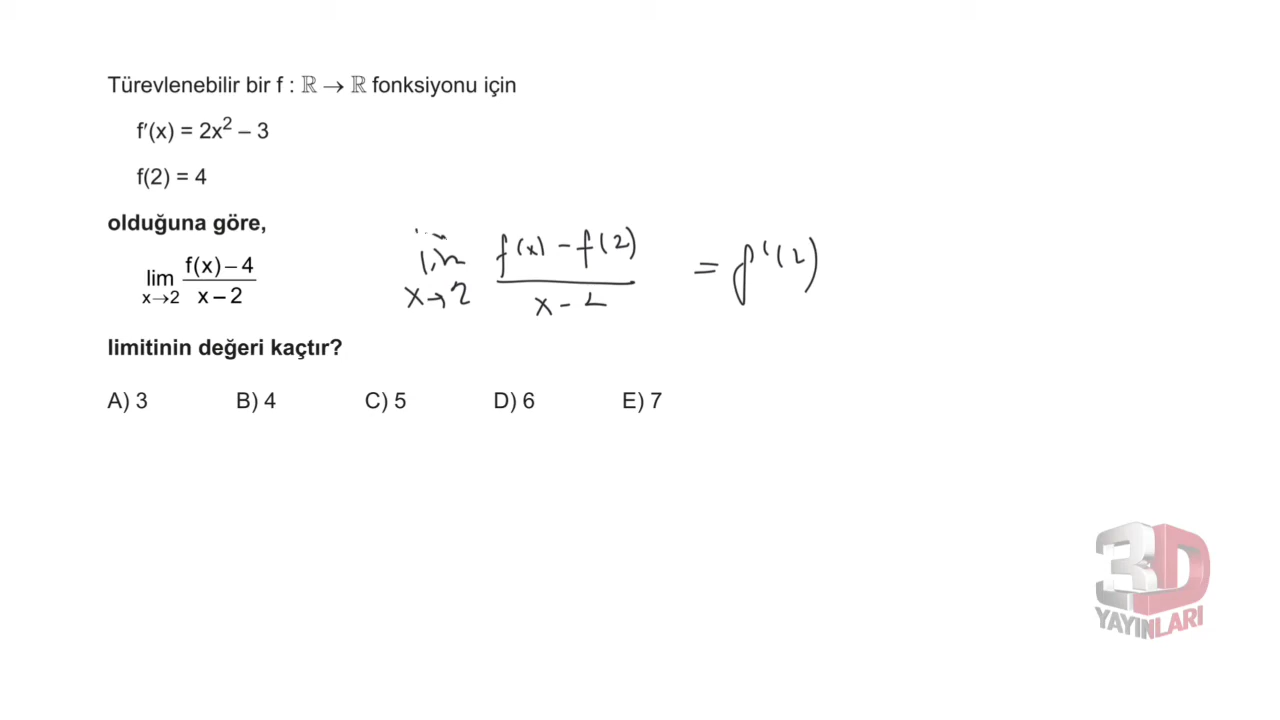 Türevlenebilir bir f : ℝ → ℝ fonksiyonu için
f'(x) = 2x² – 3
f(2) = 4
olduğuna göre,
lim x→2 f(x) – 4 / x – 2
lim x→2 f(x) – f(2) / x – 2 = f'(2)
limitinin değeri kaçtır?
A) 3 B) 4 C) 5 D) 6 E) 7
3D
YAYINLARI